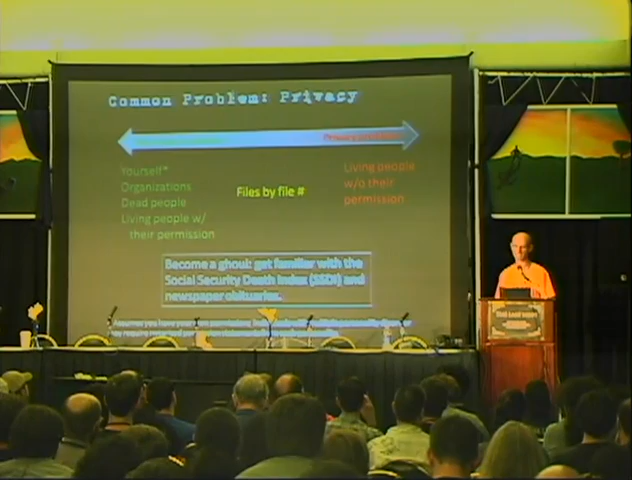 Common Problem: Privacy
Yourself*
Organizations
Dead people
Living people w/
their permission
Files by file #
Living people
w/o their
permission
Become a ghoul: get familiar with the
Social Security Death Index (SSDI) and
newspaper obituaries.